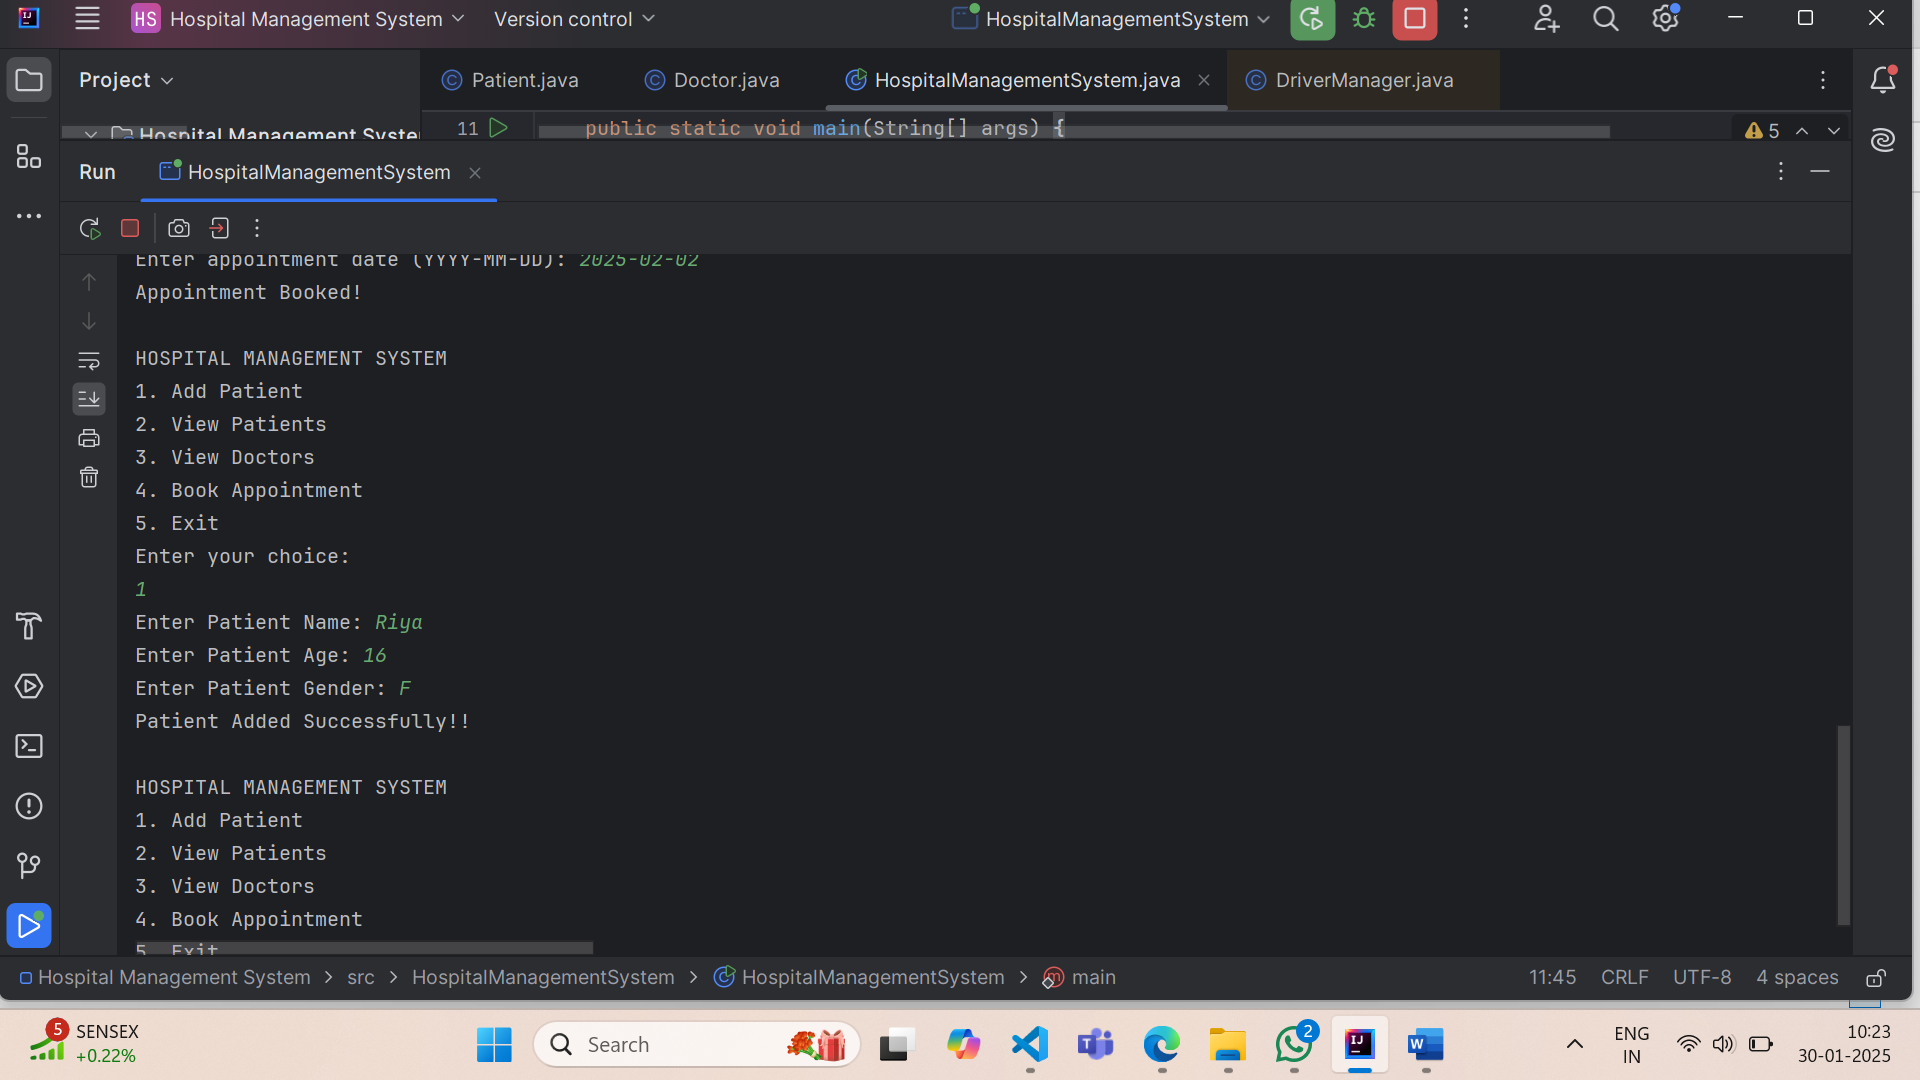 HS Hospital Management System Version control HospitalManagementSystem
Project Patient.java Doctor.java HospitalManagementSystem.java DriverManager.java
Hospital Management System
11 public static void main(String[] args) { 5
Run HospitalManagementSystem
Enter appointment date (YYYY-MM-DD): 2025-02-02
Appointment Booked!
HOSPITAL MANAGEMENT SYSTEM
1. Add Patient
2. View Patients
3. View Doctors
4. Book Appointment
5. Exit
Enter your choice:
1
Enter Patient Name: Riya
Enter Patient Age: 16
Enter Patient Gender: F
Patient Added Successfully!!
HOSPITAL MANAGEMENT SYSTEM
1. Add Patient
2. View Patients
3. View Doctors
4. Book Appointment
5. Exit
Hospital Management System > src > HospitalManagementSystem > HospitalManagementSystem > main 11:45 CRLF UTF-8 4 spaces
5 SENSEX
+0.22%
Search
2
ENG
IN
10:23
30-01-2025